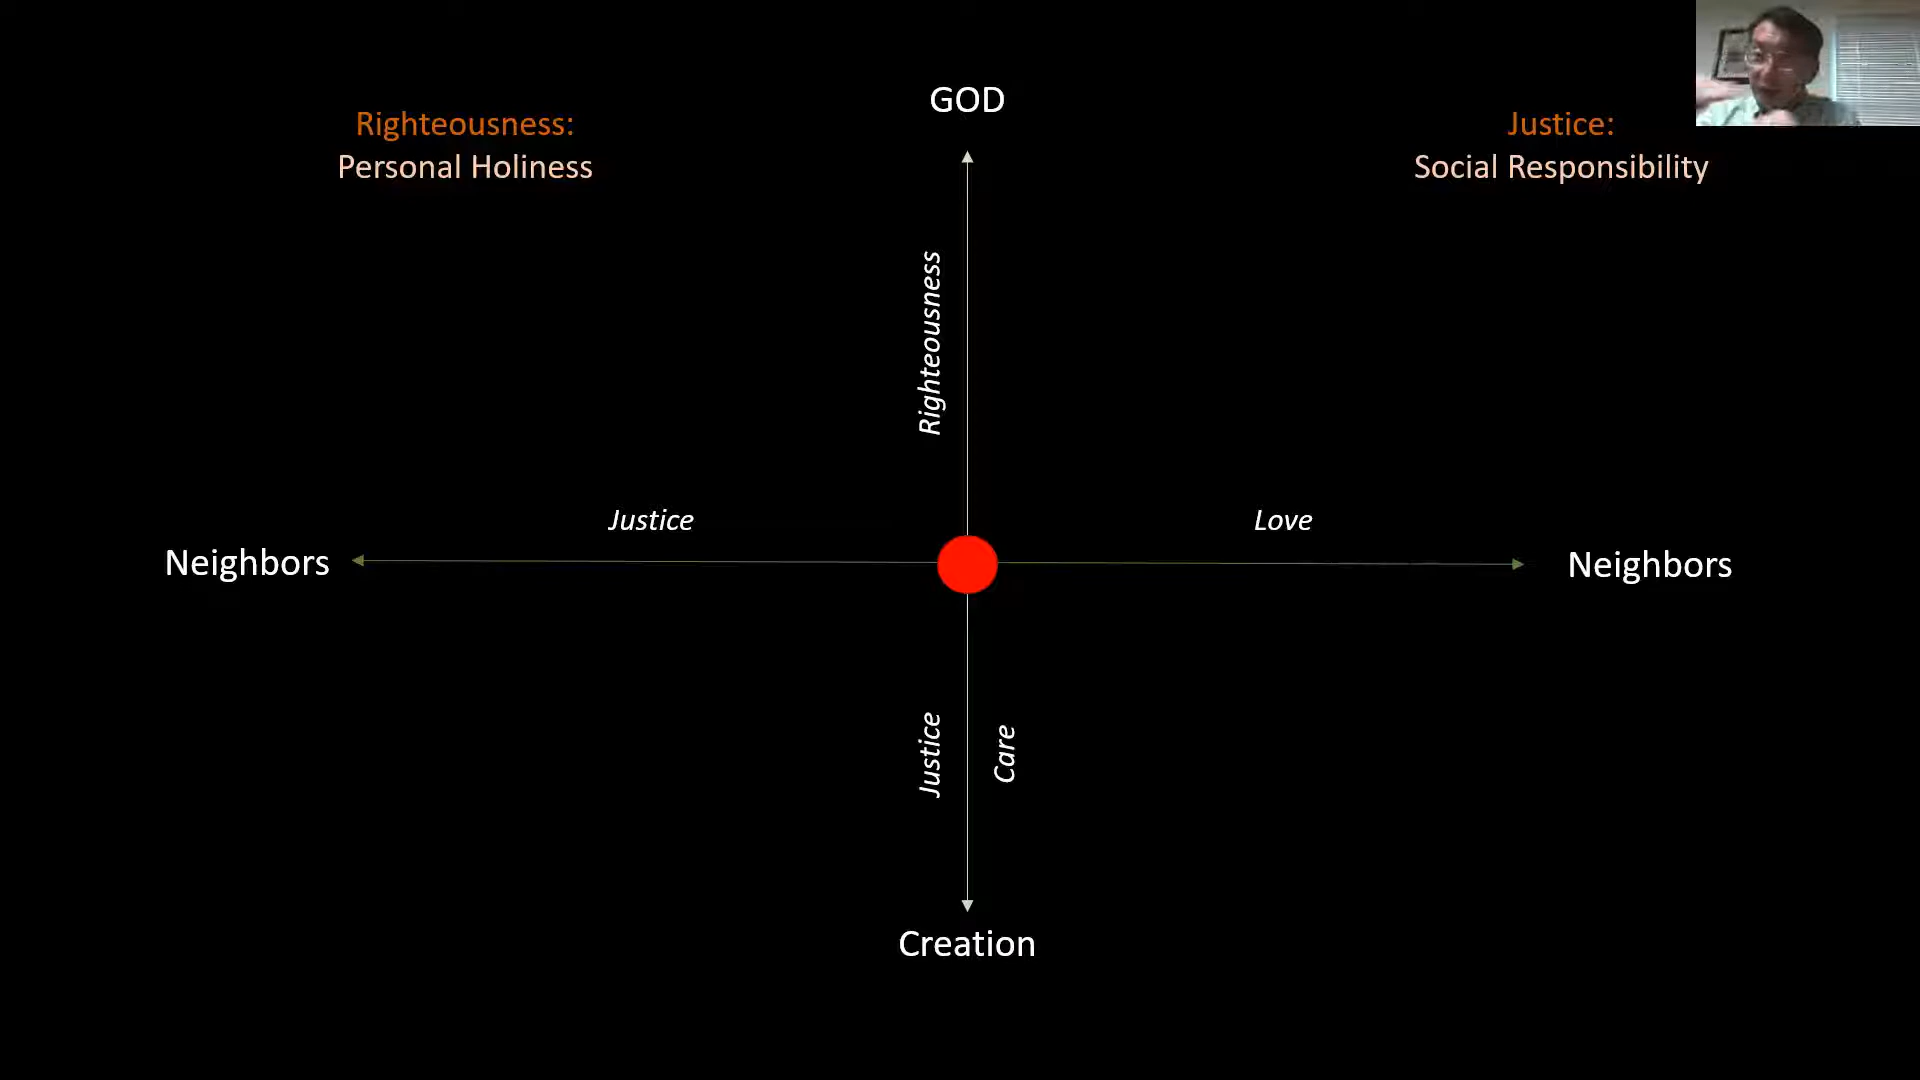 GOD
Righteousness:
Personal Holiness
Justice:
Social Responsibility
Righteousness
Justice
Love
Neighbors
Neighbors
Justice
Care
Creation